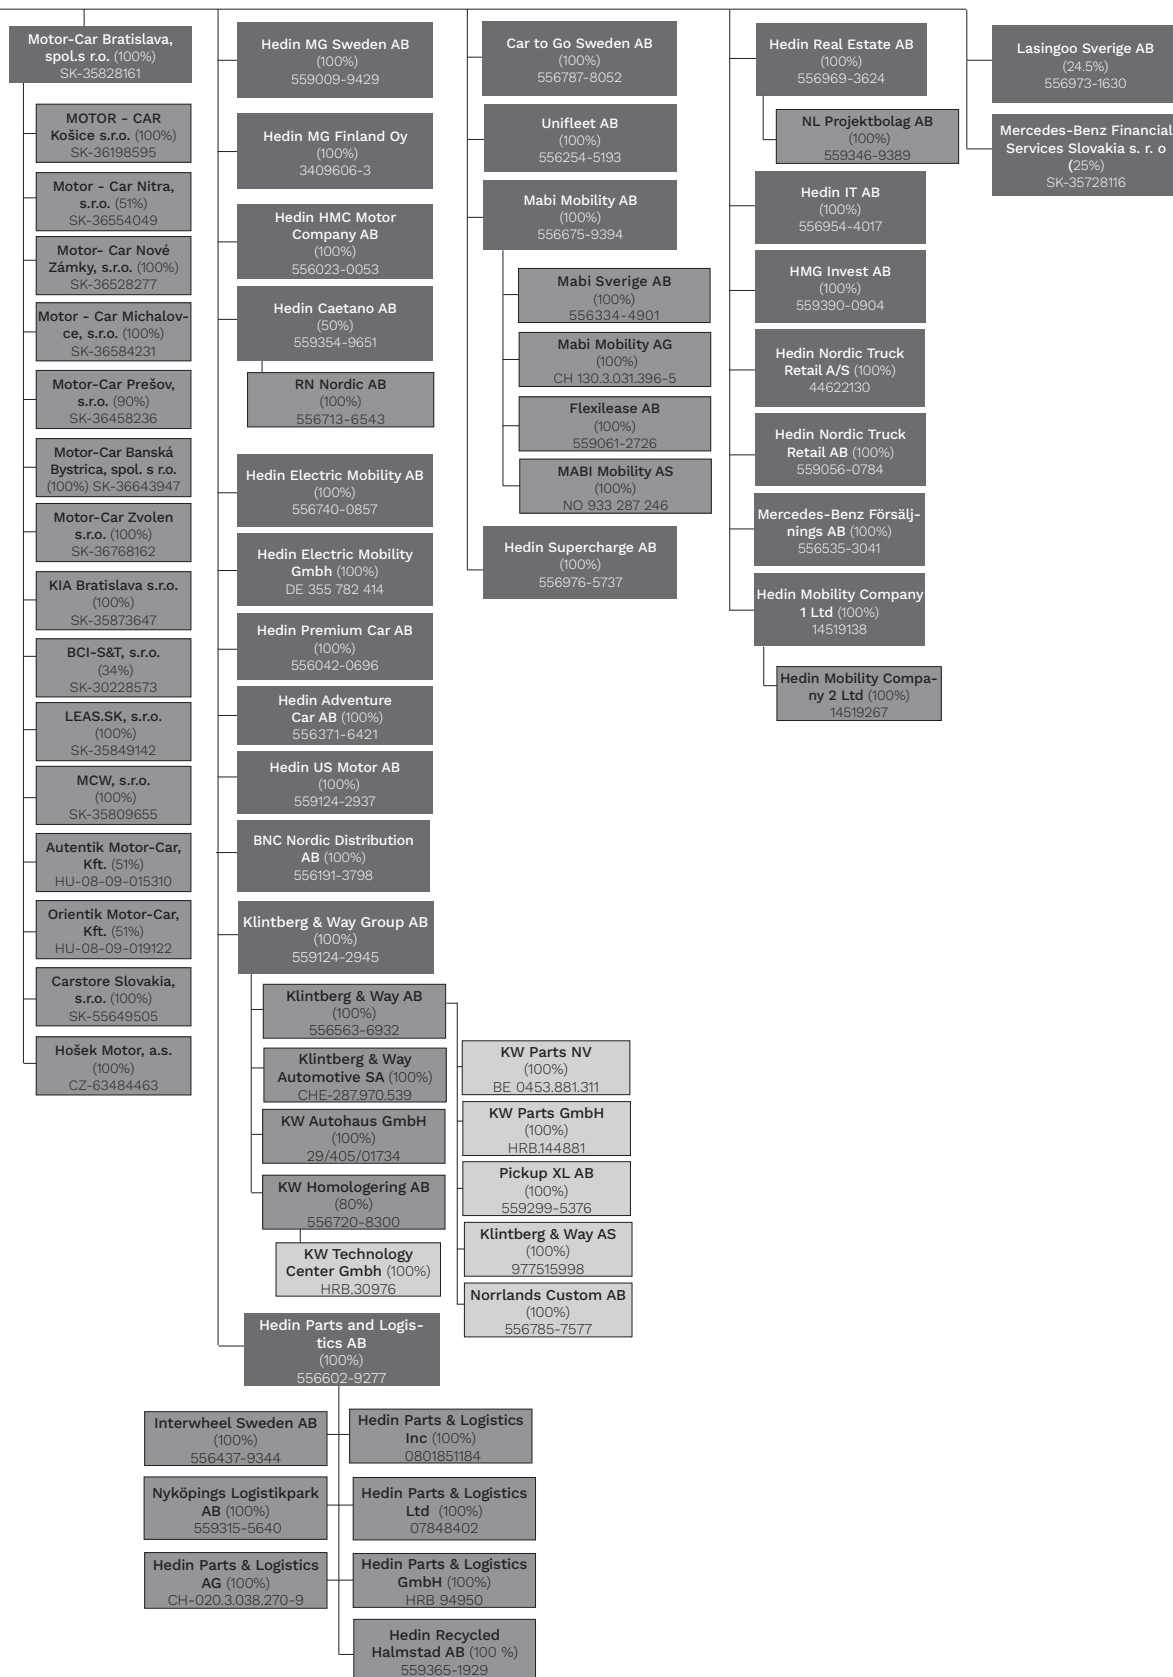 Motor-Car Bratislava,
spol.s r.o. (100%)
SK-35828161
MOTOR - CAR
Košice s.r.o. (100%)
SK-36198595
Motor - Car Nitra,
s.r.o. (51%)
SK-36554049
Motor- Car Nové
Zámky, s.r.o. (100%)
SK-36528277
Motor - Car Michalov-
ce, s.r.o. (100%)
SK-36584231
Motor-Car Prešov,
s.r.o. (90%)
SK-36458236
Motor-Car Banská
Bystrica, spol. s r.o.
(100%) SK-36643947
Motor-Car Zvolen
s.r.o. (100%)
SK-36768162
KIA Bratislava s.r.o.
(100%)
SK-35873647
BCI-S&T, s.r.o.
(34%)
SK-30228573
LEAS.SK, s.r.o.
(100%)
SK-35849142
MCW, s.r.o.
(100%)
SK-35809655
Autentik Motor-Car,
Kft. (51%)
HU-08-09-015310
Orientik Motor-Car,
Kft. (51%)
HU-08-09-019122
Carstore Slovakia,
s.r.o. (100%)
SK-55649505
Hošek Motor, a.s.
(100%)
CZ-63484463
Hedin MG Sweden AB
(100%)
559009-9429
Hedin MG Finland Oy
(100%)
3409606-3
Hedin HMC Motor
Company AB
(100%)
556023-0053
Hedin Caetano AB
(50%)
559354-9651
RN Nordic AB
(100%)
556713-6543
Hedin Electric Mobility AB
(100%)
556740-0857
Hedin Electric Mobility
Gmbh (100%)
DE 355 782 414
Hedin Premium Car AB
(100%)
556042-0696
Hedin Adventure
Car AB (100%)
556371-6421
Hedin US Motor AB
(100%)
559124-2937
BNC Nordic Distribution
AB (100%)
556191-3798
Klintberg & Way Group AB
(100%)
559124-2945
Klintberg & Way AB
(100%)
556563-6932
Klintberg & Way
Automotive SA (100%)
CHE-287.970.539
KW Autohaus GmbH
(100%)
29/405/01734
KW Homologering AB
(80%)
556720-8300
KW Technology
Center Gmbh (100%)
HRB.30976
KW Parts NV
(100%)
BE 0453.881.311
KW Parts GmbH
(100%)
HRB.144881
Pickup XL AB
(100%)
559299-5376
Klintberg & Way AS
(100%)
977515998
Norrlands Custom AB
(100%)
556785-7577
Hedin Parts and Logis-
tics AB
(100%)
556602-9277
Interwheel Sweden AB
(100%)
556437-9344
Hedin Parts & Logistics
Inc (100%)
0801851184
Nyköpings Logistikpark
AB (100%)
559315-5640
Hedin Parts & Logistics
Ltd (100%)
07848402
Hedin Parts & Logistics
AG (100%)
CH-020.3.038.270-9
Hedin Parts & Logistics
GmbH (100%)
HRB 94950
Hedin Recycled
Halmstad AB (100 %)
559365-1929
Car to Go Sweden AB
(100%)
556787-8052
Unifleet AB
(100%)
556254-5193
Mabi Mobility AB
(100%)
556675-9394
Mabi Sverige AB
(100%)
556334-4901
Mabi Mobility AG
(100%)
CH 130.3.031.396-5
Flexilease AB
(100%)
559061-2726
MABI Mobility AS
(100%)
NO 933 287 246
Hedin Supercharge AB
(100%)
556976-5737
Hedin Real Estate AB
(100%)
556969-3624
NL Projektbolag AB
(100%)
559346-9389
Hedin IT AB
(100%)
556954-4017
HMG Invest AB
(100%)
559390-0904
Hedin Nordic Truck
Retail A/S (100%)
44622130
Hedin Nordic Truck
Retail AB (100%)
559056-0784
Mercedes-Benz Försälj-
nings AB (100%)
556535-3041
Hedin Mobility Company
1 Ltd (100%)
14519138
Hedin Mobility Compa-
ny 2 Ltd (100%)
14519267
Lasingoo Sverige AB
(24.5%)
556973-1630
Mercedes-Benz Financial
Services Slovakia s. r. o
(25%)
SK-35728116